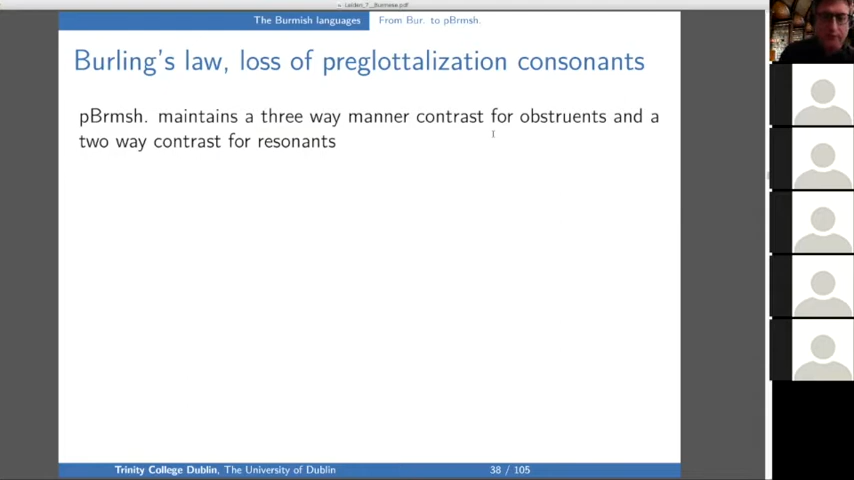 Leiden_7__Burmese.pdf
The Burmish languages From Bur. to pBrmsh.
Burling's law, loss of preglottalization consonants
pBrmsh. maintains a three way manner contrast for obstruents and a
two way contrast for resonants
Trinity College Dublin, The University of Dublin 38 / 105